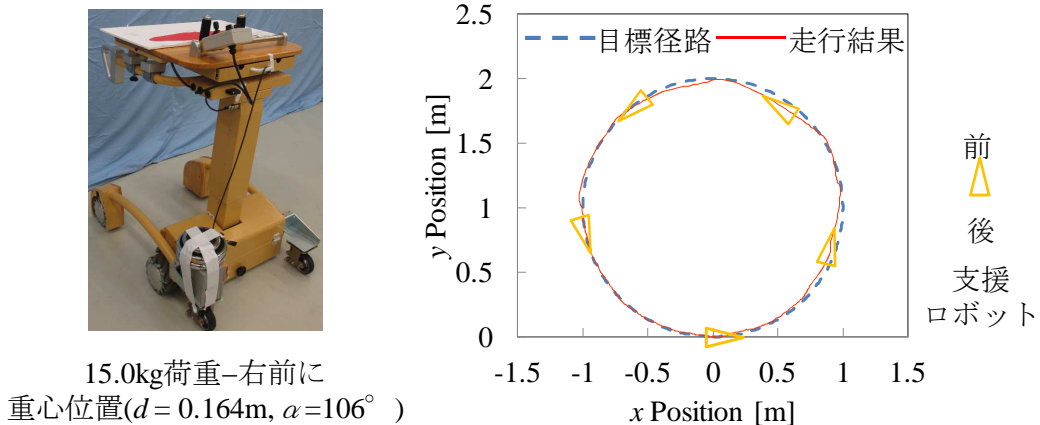 目標径路 走行結果
2
1.5
1
0.5
0
y Position [m]
-1.5 -1 -0.5 0 0.5 1 1.5
x Position [m]
前
後
支援
ロボット
15.0kg荷重–右前に
重心位置(d = 0.164m, α=106°)